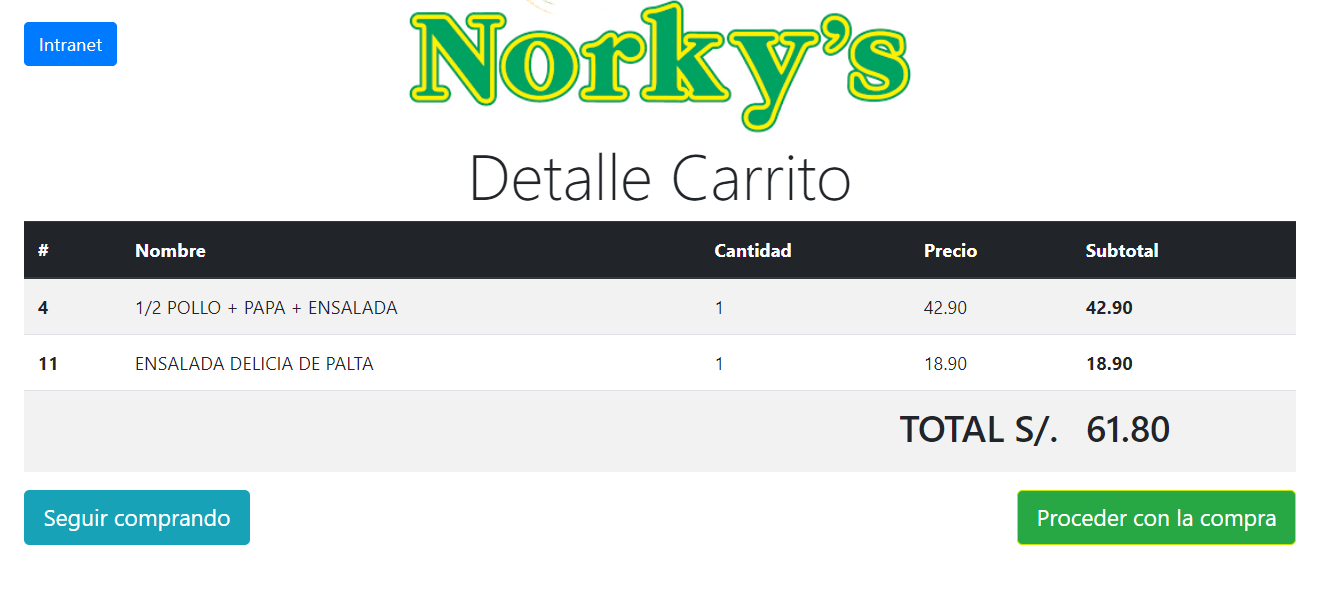 Intranet
Norky's
Detalle Carrito
# Nombre Cantidad Precio Subtotal
4 1/2 POLLO + PAPA + ENSALADA 1 42.90 42.90
11 ENSALADA DELICIA DE PALTA 1 18.90 18.90
TOTAL S/. 61.80
Seguir comprando Proceder con la compra